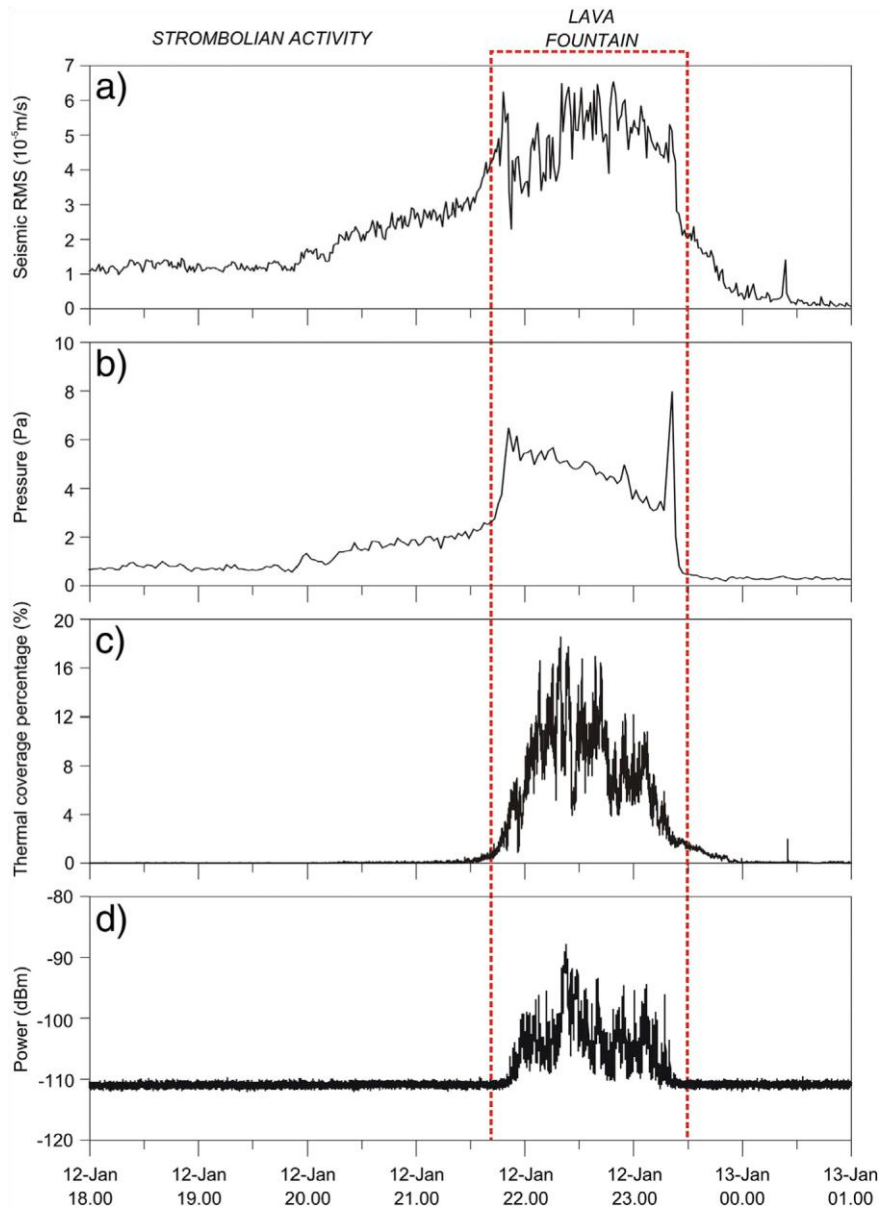 STROMBOLIAN ACTIVITY
LAVA
FOUNTAIN
a)
Seismic RMS (10⁻⁵m/s)
7
6
5
4
3
2
1
0
b)
Pressure (Pa)
10
8
6
4
2
0
c)
Thermal coverage percentage (%)
20
16
12
8
4
0
d)
Power (dBm)
-80
-90
-100
-110
-120
12-Jan 12-Jan 12-Jan 12-Jan 12-Jan 12-Jan 13-Jan 13-Jan
18.00 19.00 20.00 21.00 22.00 23.00 00.00 01.00